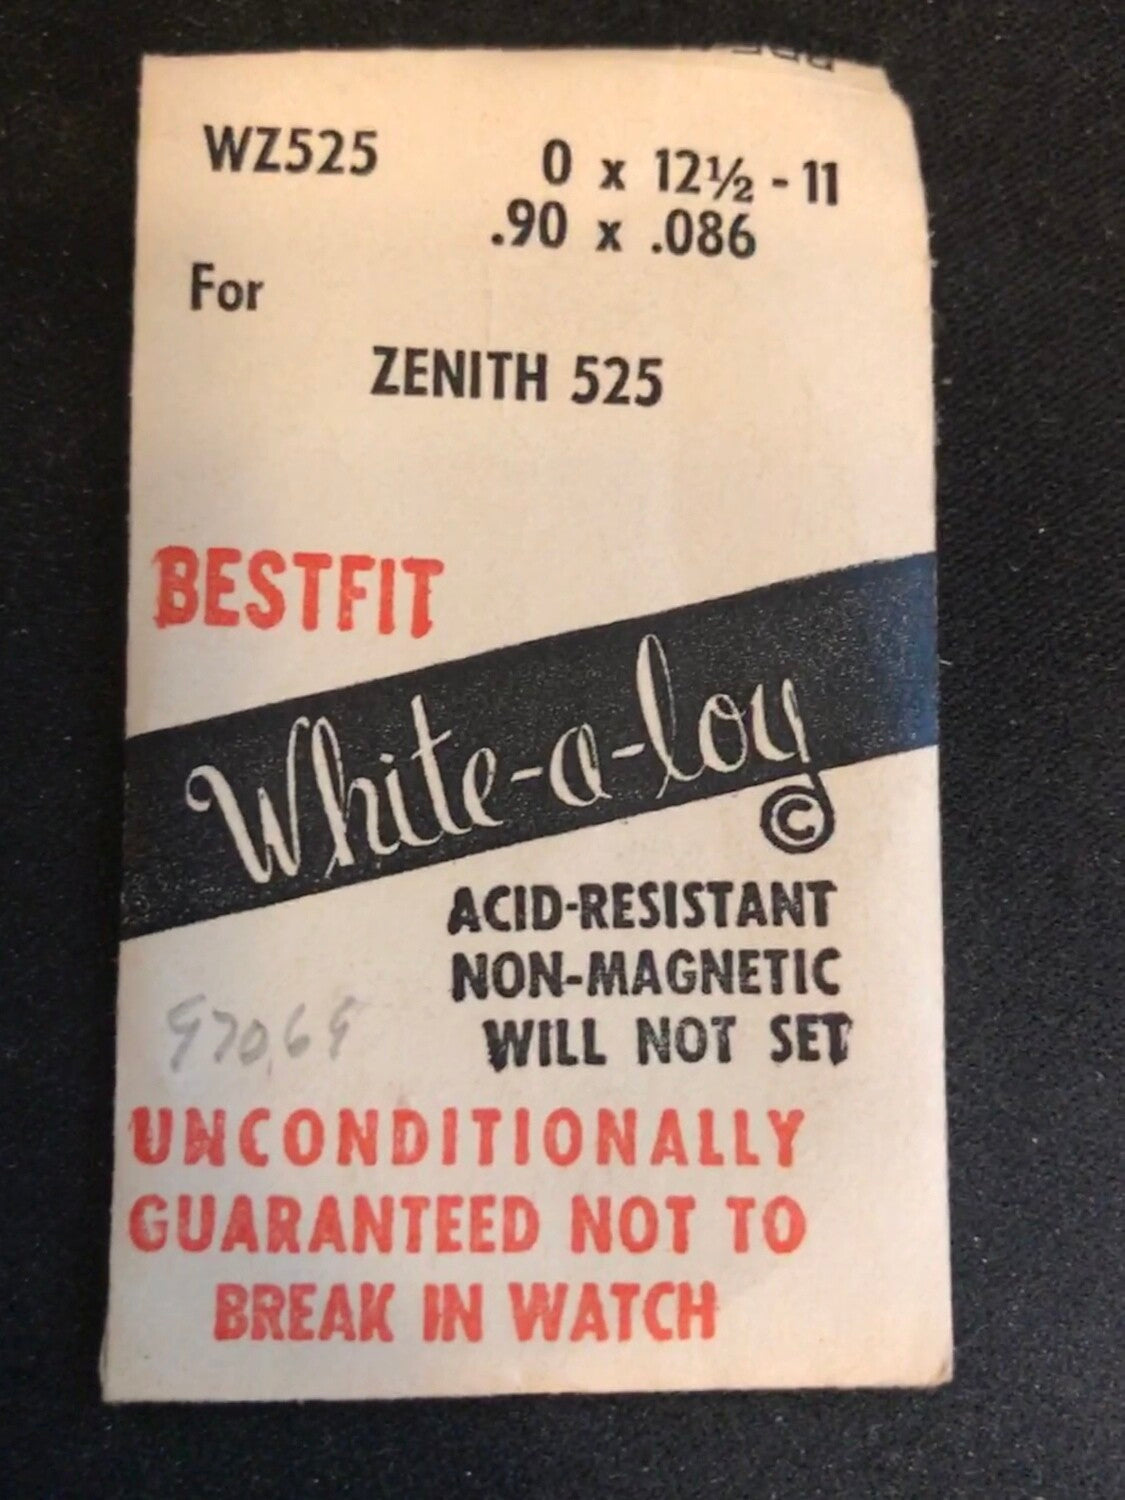 WZ525 0 x 12½ - 11
.90 x .086
For
ZENITH 525
BESTFIT
White-a-loy
©
ACID-RESISTANT
NON-MAGNETIC
WILL NOT SET
UNCONDITIONALLY
GUARANTEED NOT TO
BREAK IN WATCH